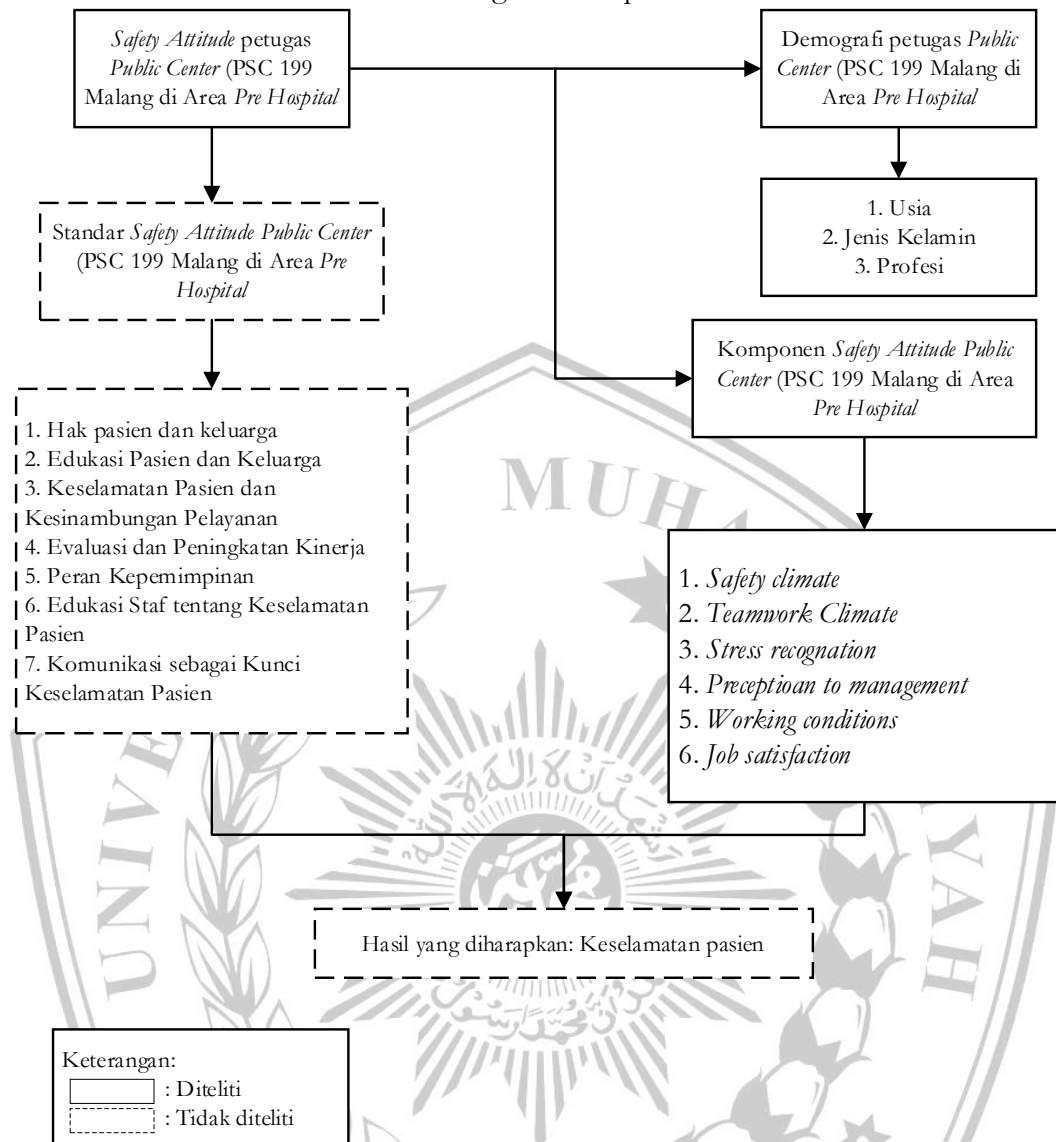 Safety Attitude petugas
Public Center (PSC 199
Malang di Area Pre Hospital
Demografi petugas Public
Center (PSC 199 Malang di
Area Pre Hospital
1. Usia
2. Jenis Kelamin
3. Profesi
Standar Safety Attitude Public Center
(PSC 199 Malang di Area Pre
Hospital
Komponen Safety Attitude Public
Center (PSC 199 Malang di Area
Pre Hospital
1. Hak pasien dan keluarga
2. Edukasi Pasien dan Keluarga
3. Keselamatan Pasien dan
Kesinambungan Pelayanan
4. Evaluasi dan Peningkatan Kinerja
5. Peran Kepemimpinan
6. Edukasi Staf tentang Keselamatan
Pasien
7. Komunikasi sebagai Kunci
Keselamatan Pasien
1. Safety climate
2. Teamwork Climate
3. Stress recognation
4. Preceptioan to management
5. Working conditions
6. Job satisfaction
Hasil yang diharapkan: Keselamatan pasien
Keterangan:
: Diteliti
: Tidak diteliti
UNIVE
MUHA
YAH